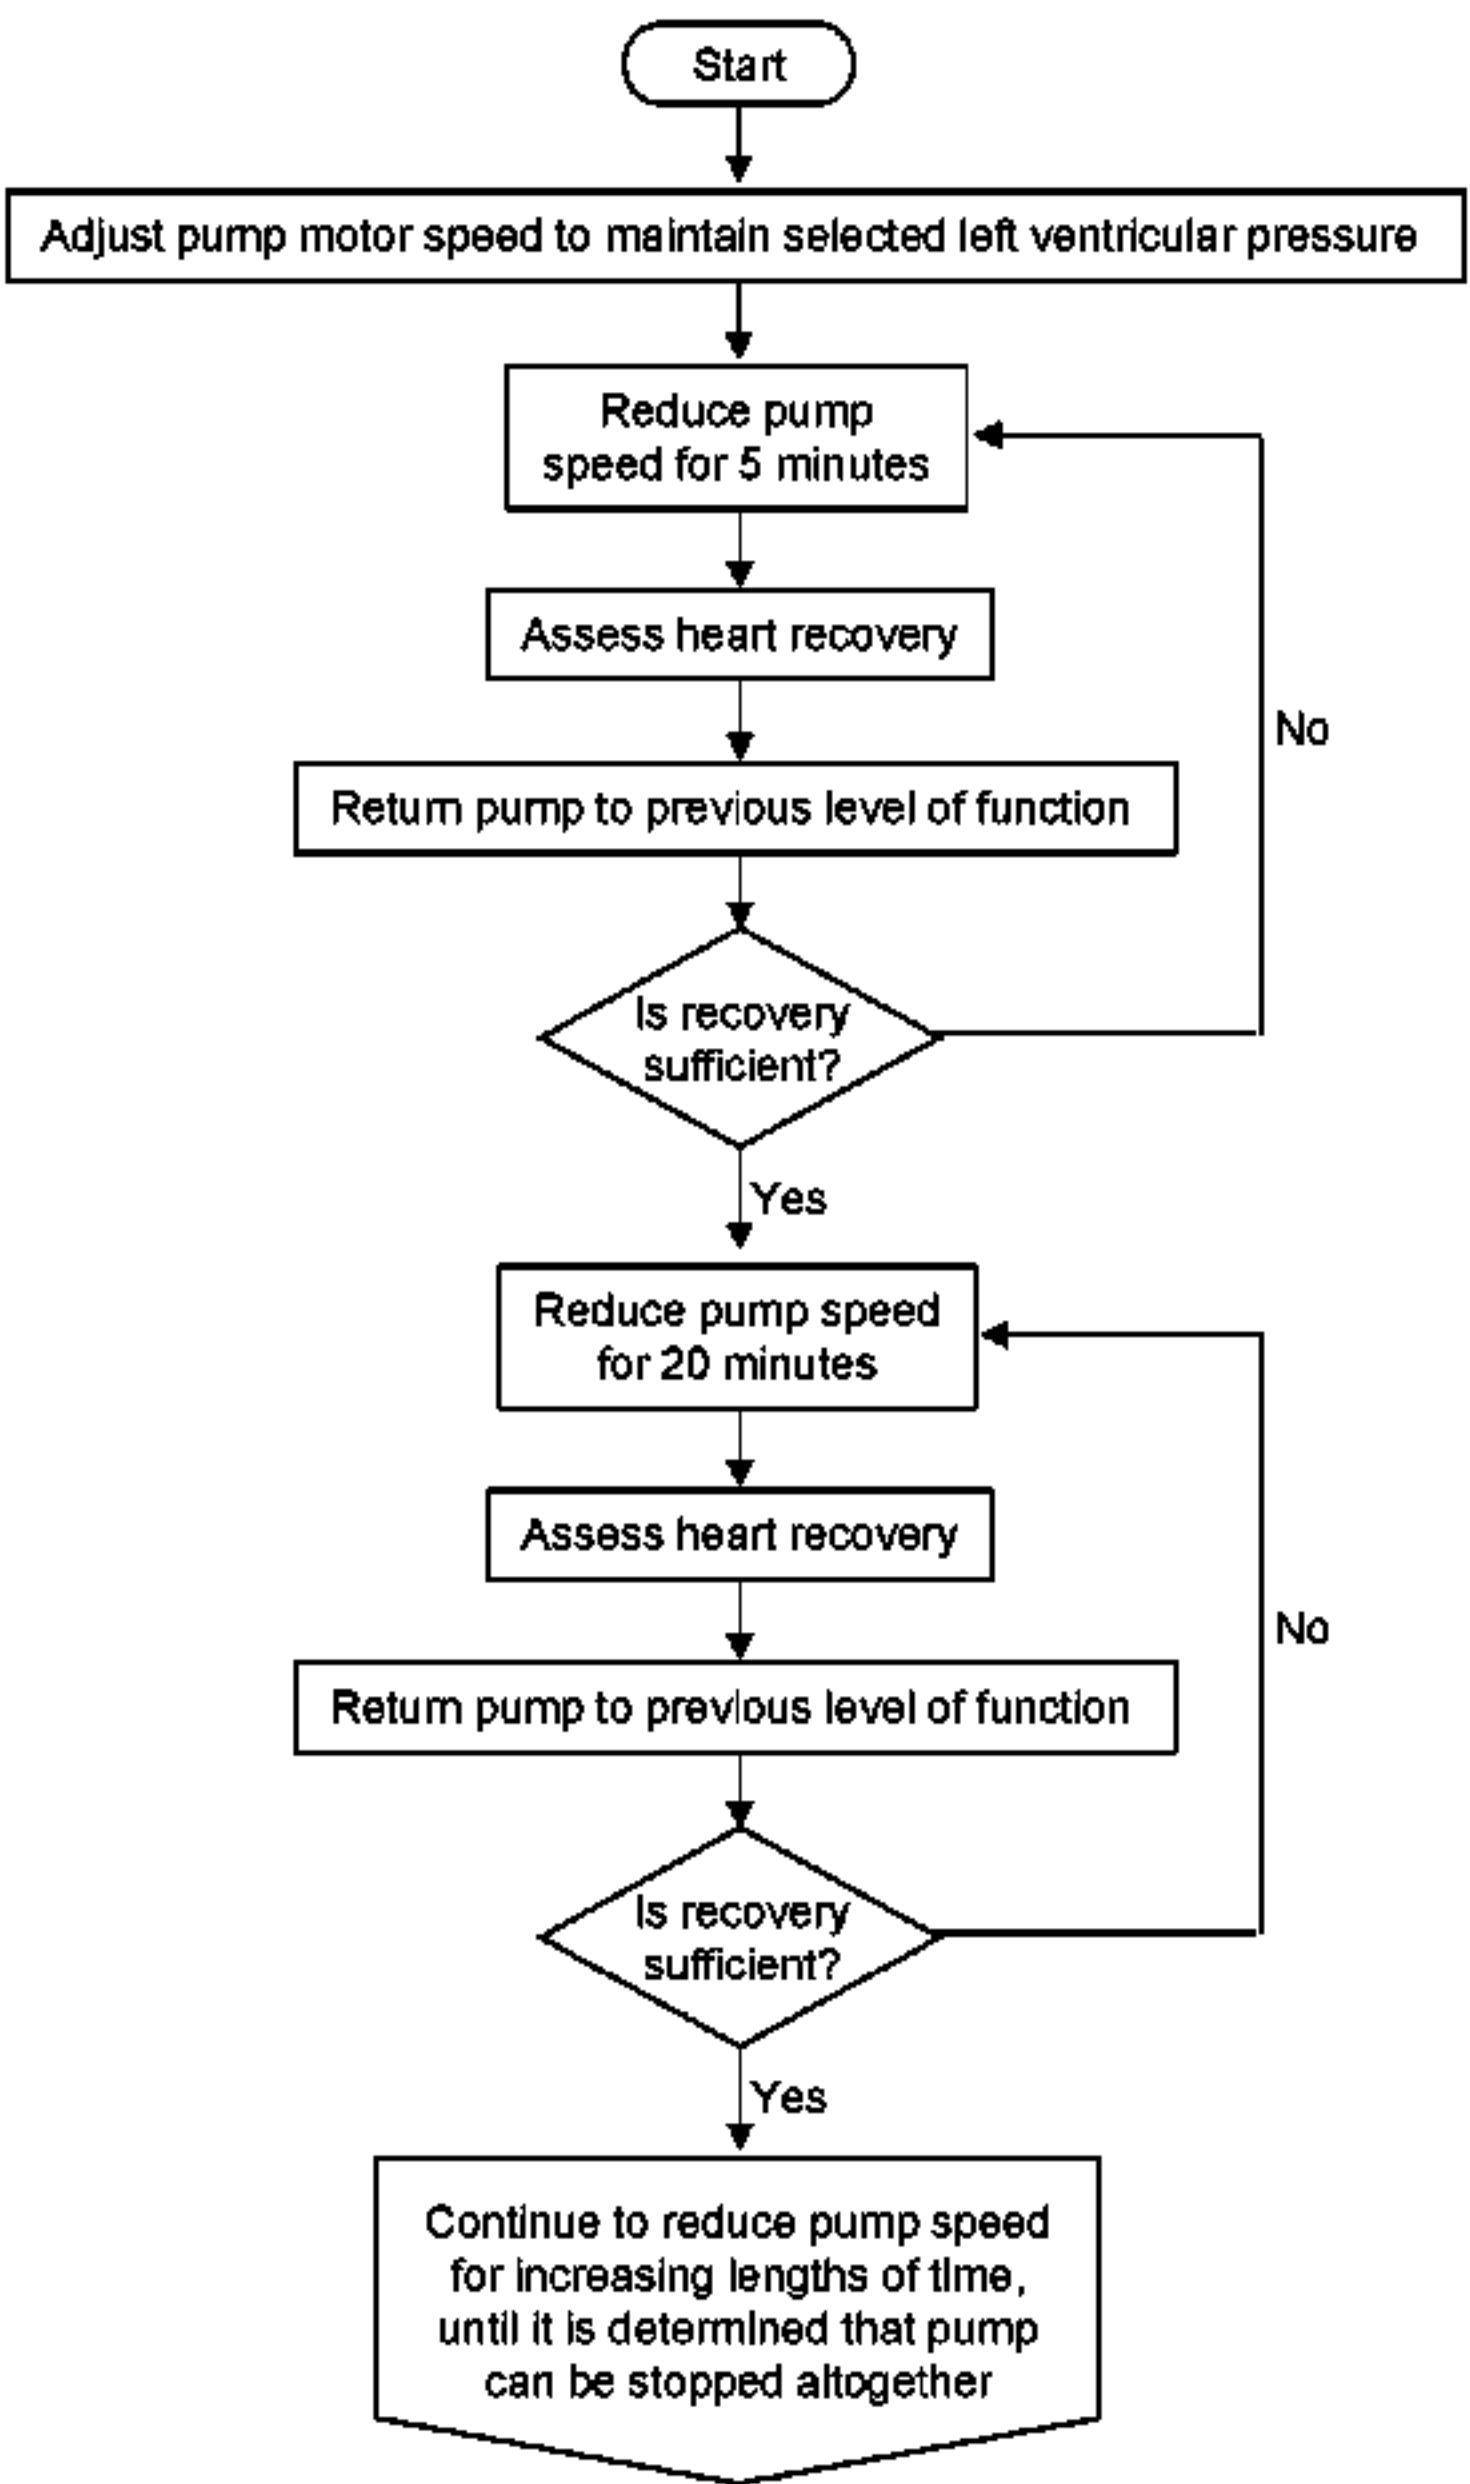 Start
Adjust pump motor speed to maintain selected left ventricular pressure
Reduce pump
speed for 5 minutes
Assess heart recovery
No
Return pump to previous level of function
Is recovery
sufficient?
Yes
Reduce pump speed
for 20 minutes
Assess heart recovery
No
Return pump to previous level of function
Is recovery
sufficient?
Yes
Continue to reduce pump speed
for increasing lengths of time,
until it is determined that pump
can be stopped altogether